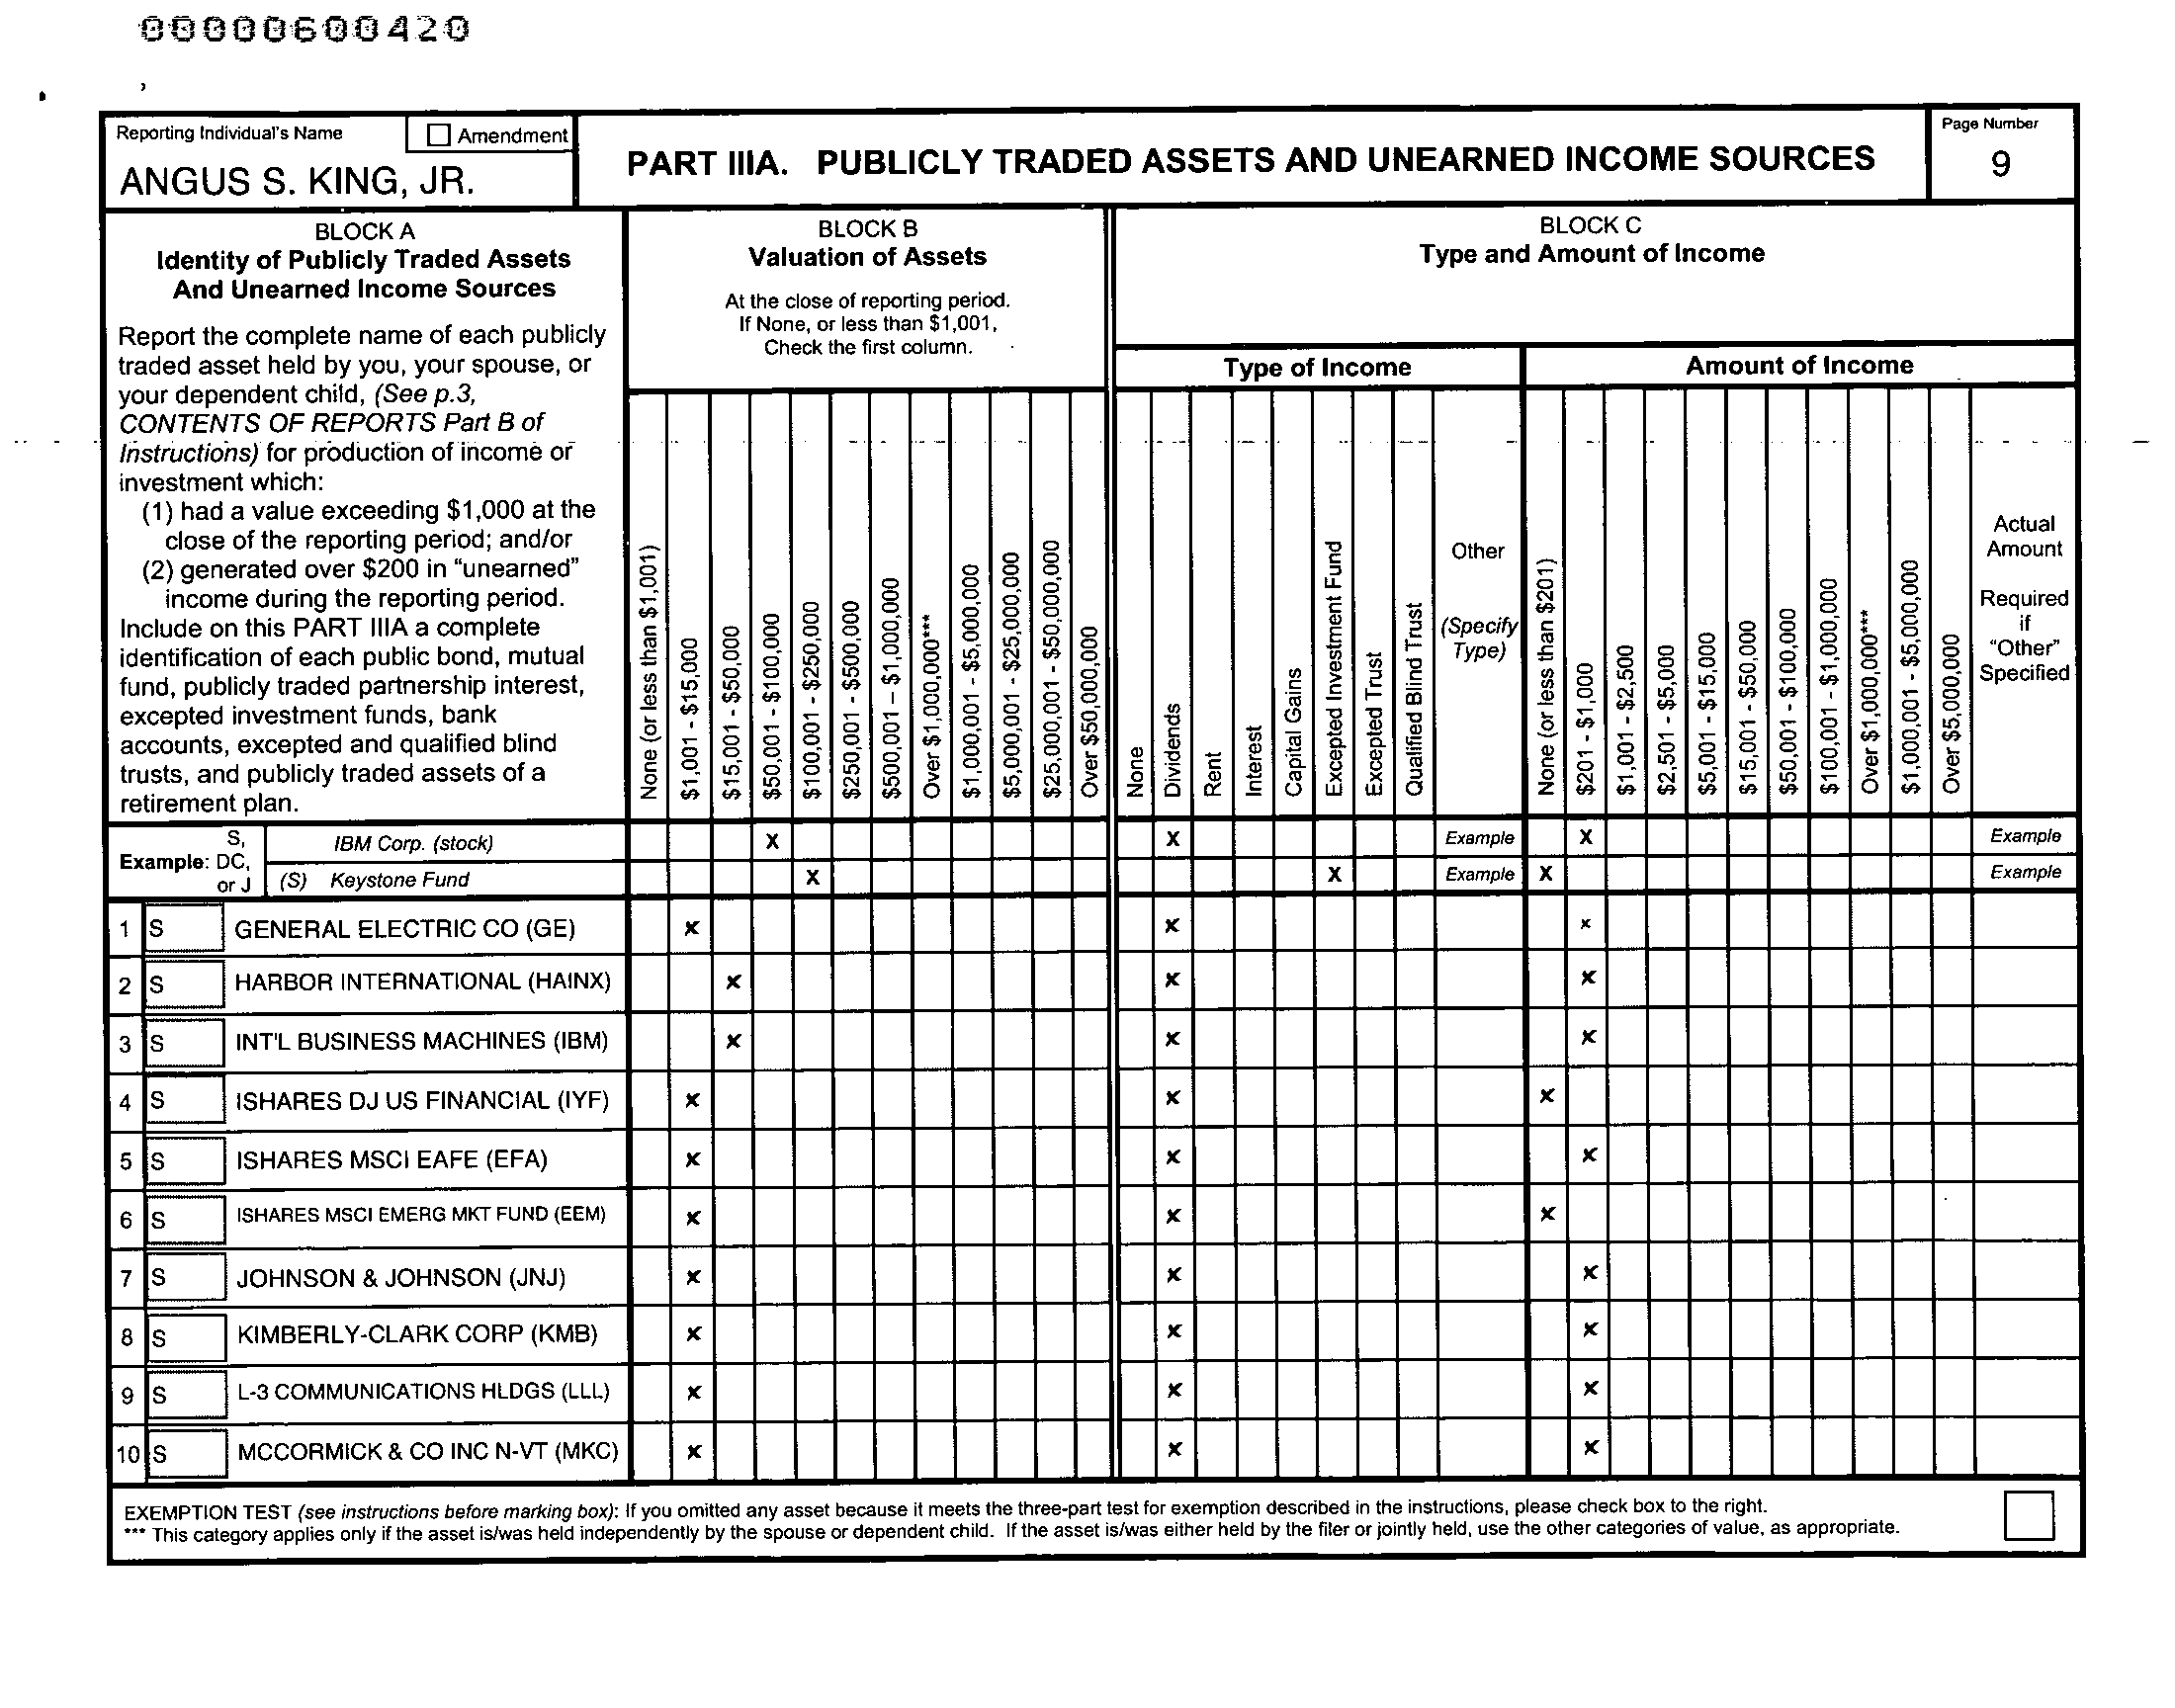 00000600420
Reporting Individual's Name
Amendment
ANGUS S. KING, JR.
PART IIIA. PUBLICLY TRADED ASSETS AND UNEARNED INCOME SOURCES
Page Number
9
BLOCK A
Identity of Publicly Traded Assets
And Unearned Income Sources
Report the complete name of each publicly
traded asset held by you, your spouse, or
your dependent child, (See p.3,
CONTENTS OF REPORTS Part B of
Instructions) for production of income or
investment which:
(1) had a value exceeding $1,000 at the
close of the reporting period; and/or
(2) generated over $200 in “unearned”
income during the reporting period.
Include on this PART IIIA a complete
identification of each public bond, mutual
fund, publicly traded partnership interest,
excepted investment funds, bank
accounts, excepted and qualified blind
trusts, and publicly traded assets of a
retirement plan.
BLOCK B
Valuation of Assets
At the close of reporting period.
If None, or less than $1,001,
Check the first column.
None (or less than $1,001)
$1,001 - $15,000
$15,001 - $50,000
$50,001 - $100,000
$100,001 - $250,000
$250,001 - $500,000
$500,001 – $1,000,000
Over $1,000,000***
$1,000,001 - $5,000,000
$5,000,001 - $25,000,000
$25,000,001 - $50,000,000
Over $50,000,000
BLOCK C
Type and Amount of Income
Type of Income
None
Dividends
Rent
Interest
Capital Gains
Excepted Investment Fund
Excepted Trust
Qualified Blind Trust
Other
(Specify
Type)
Amount of Income
None (or less than $201)
$201 - $1,000
$1,001 - $2,500
$2,501 - $5,000
$5,001 - $15,000
$15,001 - $50,000
$50,001 - $100,000
$100,001 - $1,000,000
Over $1,000,000***
$1,000,001 - $5,000,000
Over $5,000,000
Actual
Amount
Required
if
“Other”
Specified
Example: S, DC, or J
IBM Corp. (stock) X X Example X Example
(S) Keystone Fund X X Example X Example
1 S GENERAL ELECTRIC CO (GE) x x x
2 S HARBOR INTERNATIONAL (HAINX) x x x
3 S INT'L BUSINESS MACHINES (IBM) x x x
4 S ISHARES DJ US FINANCIAL (IYF) x x x
5 S ISHARES MSCI EAFE (EFA) x x x
6 S ISHARES MSCI EMERG MKT FUND (EEM) x x x
7 S JOHNSON & JOHNSON (JNJ) x x x
8 S KIMBERLY-CLARK CORP (KMB) x x x
9 S L-3 COMMUNICATIONS HLDGS (LLL) x x x
10 S MCCORMICK & CO INC N-VT (MKC) x x x
EXEMPTION TEST (see instructions before marking box): If you omitted any asset because it meets the three-part test for exemption described in the instructions, please check box to the right.
*** This category applies only if the asset is/was held independently by the spouse or dependent child. If the asset is/was either held by the filer or jointly held, use the other categories of value, as appropriate.